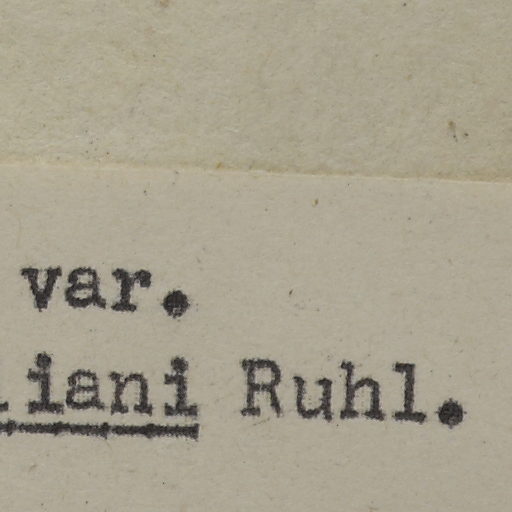 var.
iani Ruhl.